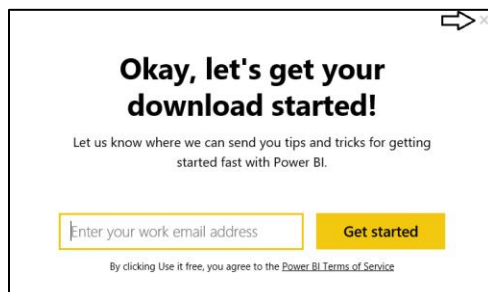 Okay, let's get your
download started!
Let us know where we can send you tips and tricks for getting
started fast with Power BI.
Enter your work email address
Get started
By clicking Use it free, you agree to the Power BI Terms of Service